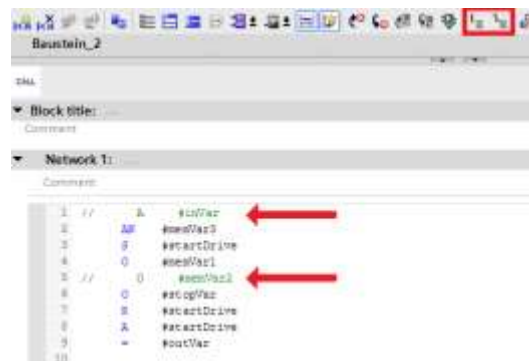 Baustein_2
CALL
Block title: ...
Comment
Network 1: ...
Comment
1 // A #inVar
2 AN #memVar3
3 S #startDrive
4 O #memVar1
5 // O #memVar2
6 O #stopVar
7 R #startDrive
8 A #startDrive
9 = #outVar
10